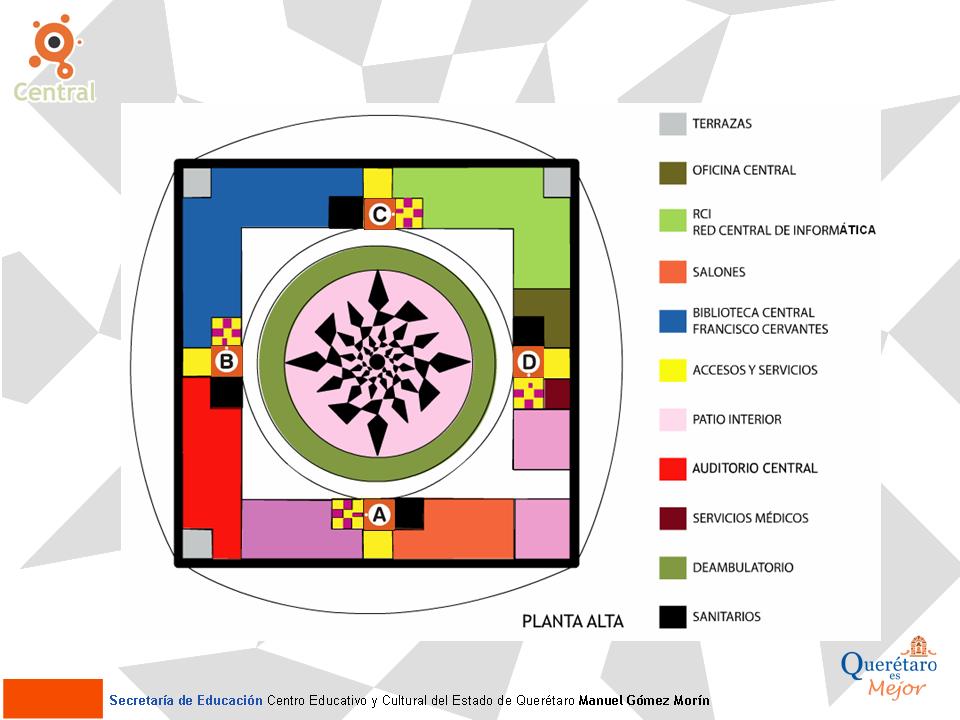 Central
TERRAZAS
OFICINA CENTRAL
RCI
RED CENTRAL DE INFORMÁTICA
SALONES
BIBLIOTECA CENTRAL
FRANCISCO CERVANTES
ACCESOS Y SERVICIOS
PATIO INTERIOR
AUDITORIO CENTRAL
SERVICIOS MÉDICOS
DEAMBULATORIO
SANITARIOS
C
B
D
A
PLANTA ALTA
Querétaro
es
Mejor
Secretaría de Educación Centro Educativo y Cultural del Estado de Querétaro Manuel Gómez Morín